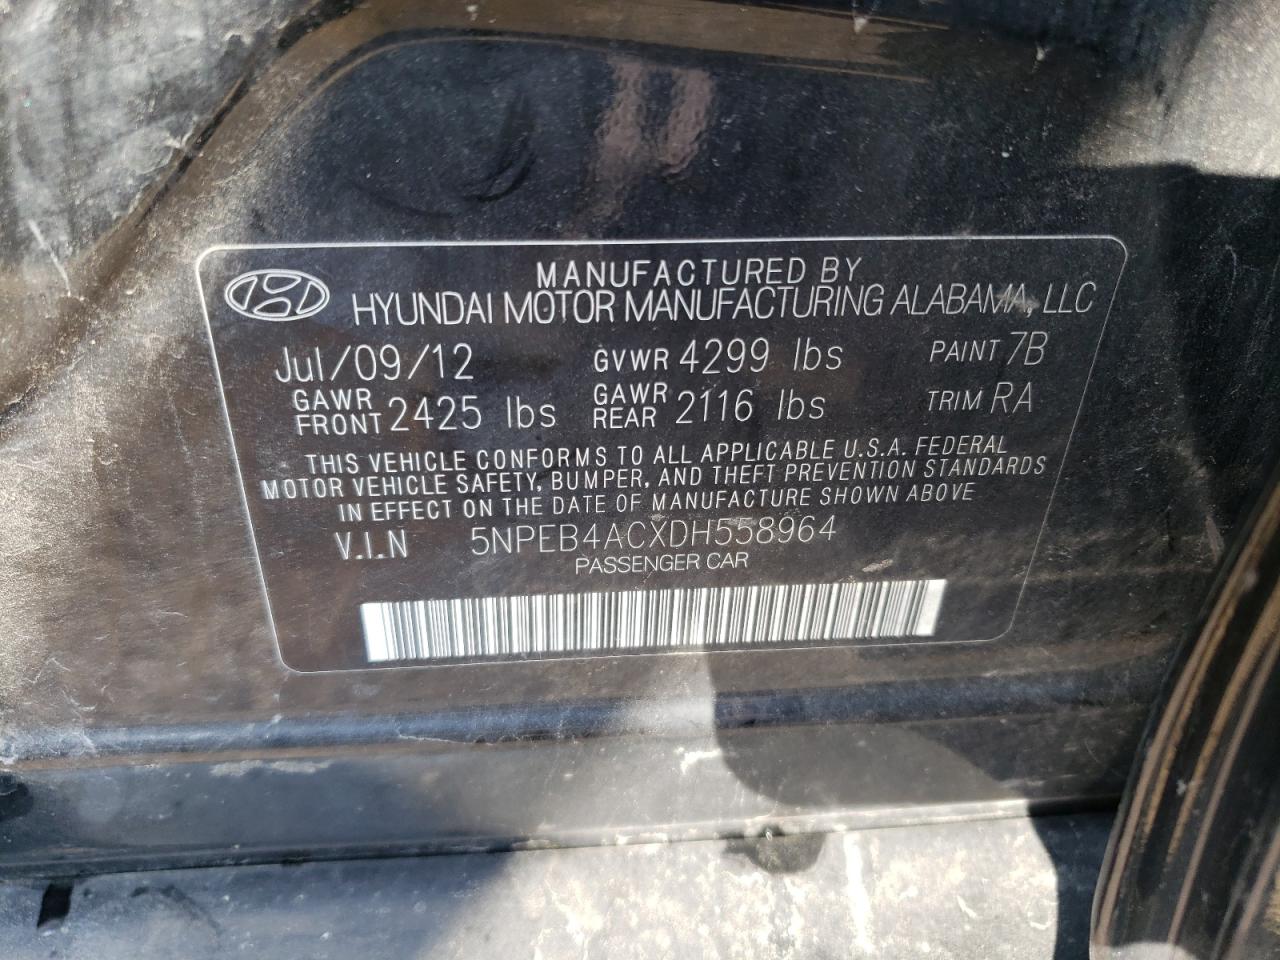 MANUFACTURED BY
HYUNDAI MOTOR MANUFACTURING ALABAMA, LLC
Jul/09/12 GVWR 4299 lbs PAINT 7B
GAWR FRONT 2425 lbs GAWR REAR 2116 lbs TRIM RA
THIS VEHICLE CONFORMS TO ALL APPLICABLE U.S.A. FEDERAL
MOTOR VEHICLE SAFETY, BUMPER, AND THEFT PREVENTION STANDARDS
IN EFFECT ON THE DATE OF MANUFACTURE SHOWN ABOVE
V.I.N 5NPEB4ACXDH558964
PASSENGER CAR